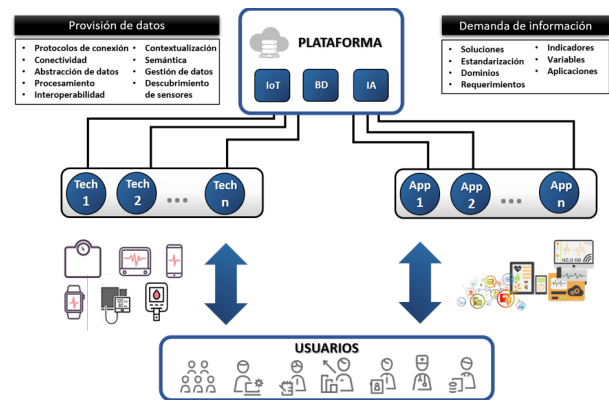 Provisión de datos
• Protocolos de conexión
• Conectividad
• Abstracción de datos
• Procesamiento
• Interoperabilidad
• Contextualización
• Semántica
• Gestión de datos
• Descubrimiento
de sensores
PLATAFORMA
IoT
BD
IA
Demanda de información
• Soluciones
• Estandarización
• Dominios
• Requerimientos
• Indicadores
• Variables
• Aplicaciones
Tech
1
Tech
2
...
Tech
n
App
1
App
2
...
App
n
USUARIOS